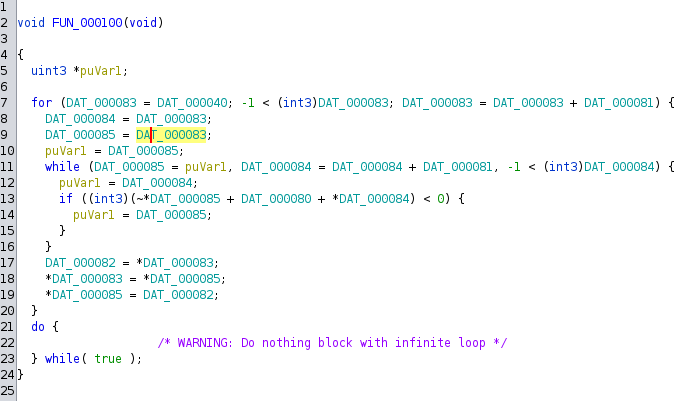 1
2 void FUN_000100(void)
3
4 {
5 uint3 *puVar1;
6
7 for (DAT_000083 = DAT_000040; -1 < (int3)DAT_000083; DAT_000083 = DAT_000083 + DAT_000081) {
8 DAT_000084 = DAT_000083;
9 DAT_000085 = DAT_000083;
10 puVar1 = DAT_000085;
11 while (DAT_000085 = puVar1, DAT_000084 = DAT_000084 + DAT_000081, -1 < (int3)DAT_000084) {
12 puVar1 = DAT_000084;
13 if ((int3)(~*DAT_000085 + DAT_000080 + *DAT_000084) < 0) {
14 puVar1 = DAT_000085;
15 }
16 }
17 DAT_000082 = *DAT_000083;
18 *DAT_000083 = *DAT_000085;
19 *DAT_000085 = DAT_000082;
20 }
21 do {
22 /* WARNING: Do nothing block with infinite loop */
23 } while( true );
24 }
25